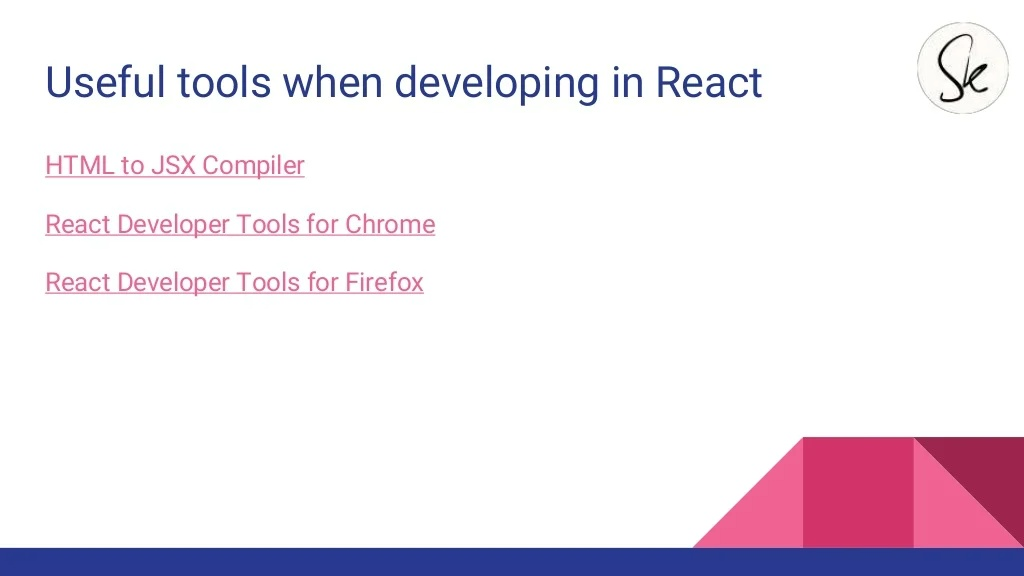 Useful tools when developing in React
Sk
HTML to JSX Compiler
React Developer Tools for Chrome
React Developer Tools for Firefox